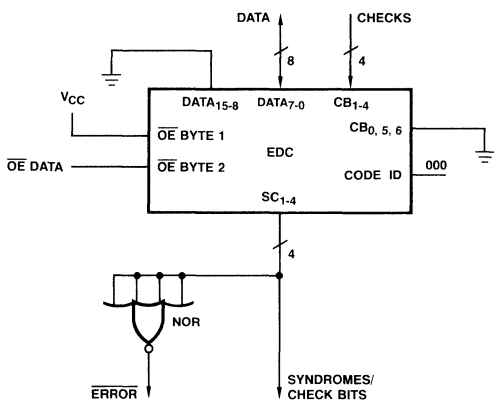 DATA
CHECKS
8
4
VCC
DATA15-8
DATA7-0
CB1-4
CB0, 5, 6
OE BYTE 1
EDC
OE DATA
OE BYTE 2
CODE ID
000
SC1-4
4
NOR
ERROR
SYNDROMES/
CHECK BITS